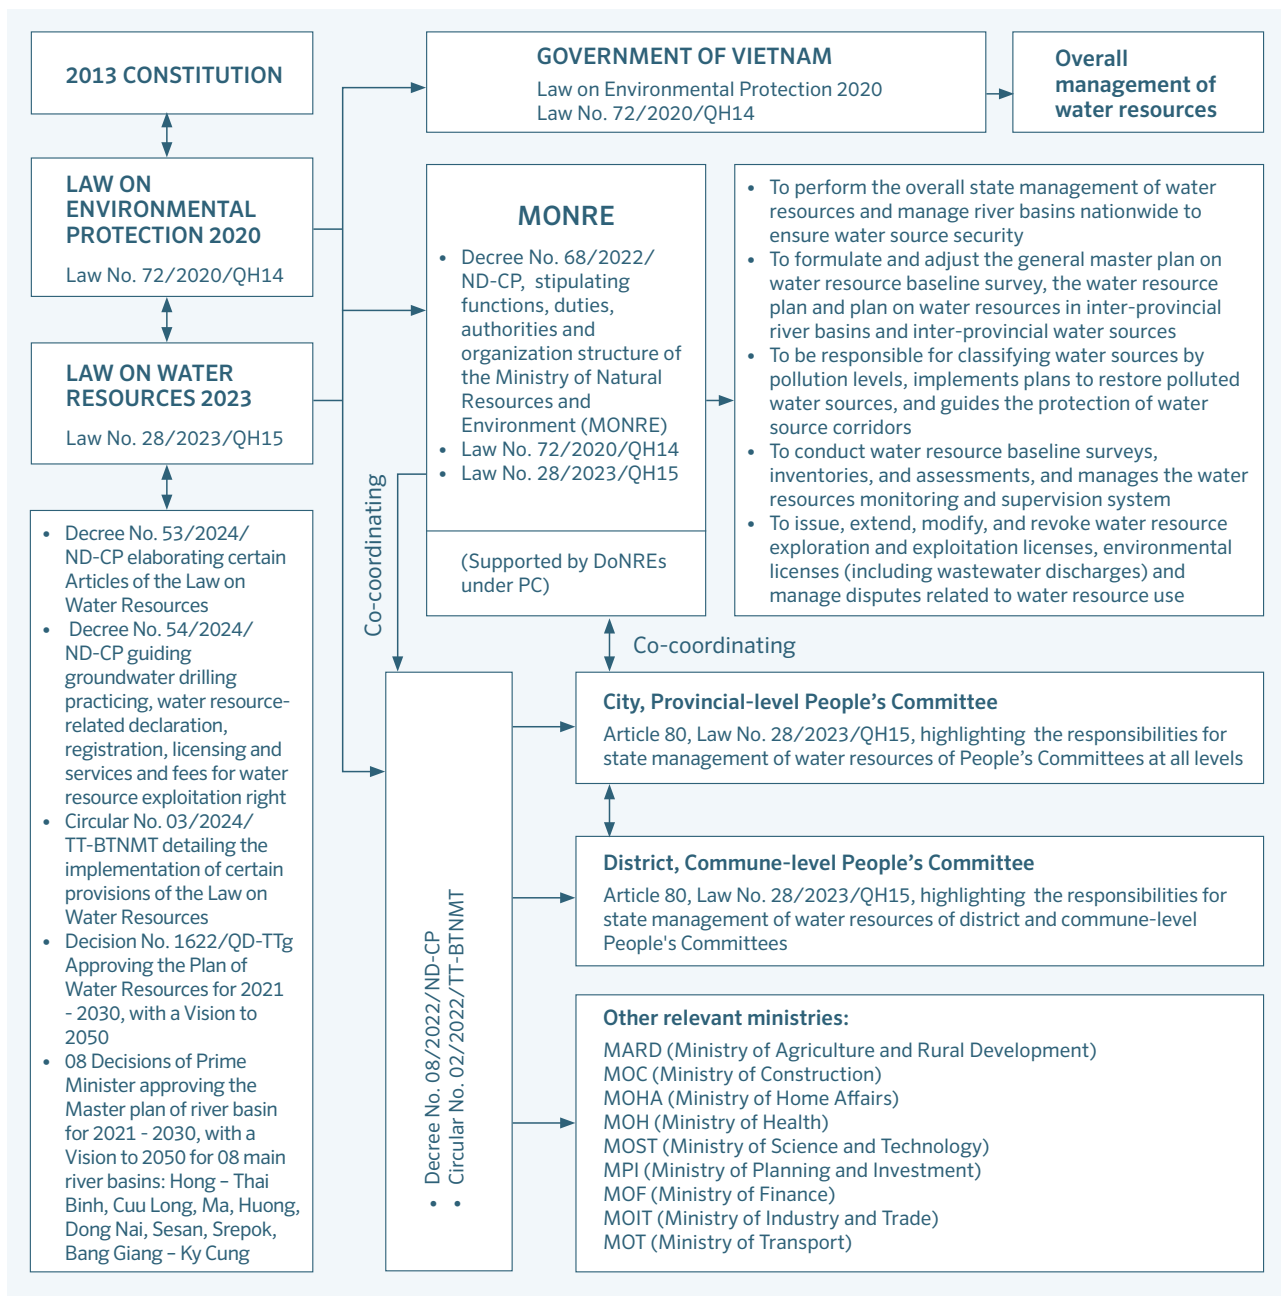 2013 CONSTITUTION
LAW ON
ENVIRONMENTAL
PROTECTION 2020
Law No. 72/2020/QH14
LAW ON WATER
RESOURCES 2023
Law No. 28/2023/QH15
• Decree No. 53/2024/
ND-CP elaborating certain
Articles of the Law on
Water Resources
• Decree No. 54/2024/
ND-CP guiding
groundwater drilling
practicing, water resource-
related declaration,
registration, licensing and
services and fees for water
resource exploitation right
• Circular No. 03/2024/
TT-BTNMT detailing the
implementation of certain
provisions of the Law on
Water Resources
• Decision No. 1622/QD-TTg
Approving the Plan of
Water Resources for 2021
- 2030, with a Vision to
2050
• 08 Decisions of Prime
Minister approving the
Master plan of river basin
for 2021 - 2030, with a
Vision to 2050 for 08 main
river basins: Hong – Thai
Binh, Cuu Long, Ma, Huong,
Dong Nai, Sesan, Srepok,
Bang Giang – Ky Cung
GOVERNMENT OF VIETNAM
Law on Environmental Protection 2020
Law No. 72/2020/QH14
Overall
management of
water resources
MONRE
• Decree No. 68/2022/
ND-CP, stipulating
functions, duties,
authorities and
organization structure of
the Ministry of Natural
Resources and
Environment (MONRE)
• Law No. 72/2020/QH14
• Law No. 28/2023/QH15
(Supported by DoNREs
under PC)
• To perform the overall state management of water
resources and manage river basins nationwide to
ensure water source security
• To formulate and adjust the general master plan on
water resource baseline survey, the water resource
plan and plan on water resources in inter-provincial
river basins and inter-provincial water sources
• To be responsible for classifying water sources by
pollution levels, implements plans to restore polluted
water sources, and guides the protection of water
source corridors
• To conduct water resource baseline surveys,
inventories, and assessments, and manages the water
resources monitoring and supervision system
• To issue, extend, modify, and revoke water resource
exploration and exploitation licenses, environmental
licenses (including wastewater discharges) and
manage disputes related to water resource use
Co-coordinating
Co-coordinating
• Decree No. 08/2022/ND-CP
• Circular No. 02/2022/TT-BTNMT
City, Provincial-level People’s Committee
Article 80, Law No. 28/2023/QH15, highlighting the responsibilities for
state management of water resources of People’s Committees at all levels
District, Commune-level People’s Committee
Article 80, Law No. 28/2023/QH15, highlighting the responsibilities for
state management of water resources of district and commune-level
People's Committees
Other relevant ministries:
MARD (Ministry of Agriculture and Rural Development)
MOC (Ministry of Construction)
MOHA (Ministry of Home Affairs)
MOH (Ministry of Health)
MOST (Ministry of Science and Technology)
MPI (Ministry of Planning and Investment)
MOF (Ministry of Finance)
MOIT (Ministry of Industry and Trade)
MOT (Ministry of Transport)